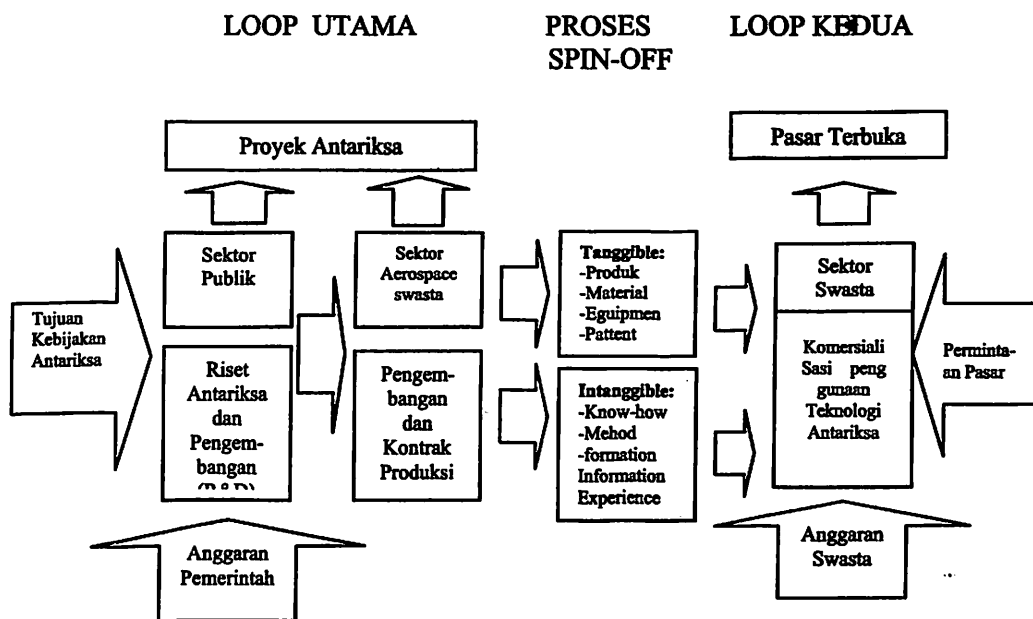 LOOP UTAMA
PROSES
SPIN-OFF
LOOP KEDUA
Proyek Antariksa
Pasar Terbuka
Tujuan
Kebijakan
Antariksa
Sektor
Publik
Riset
Antariksa
dan
Pengem-
bangan
(R&D)
Anggaran
Pemerintah
Sektor
Aerospace
swasta
Pengem-
bangan
dan
Kontrak
Produksi
Tanggible:
-Produk
-Material
-Eguipmen
-Pattent
Intanggible:
-Know-how
-Mehod
-formation
Information
Experience
Sektor
Swasta
Komersiali
Sasi peng
gunaan
Teknologi
Antariksa
Anggaran
Swasta
Perminta-
an Pasar